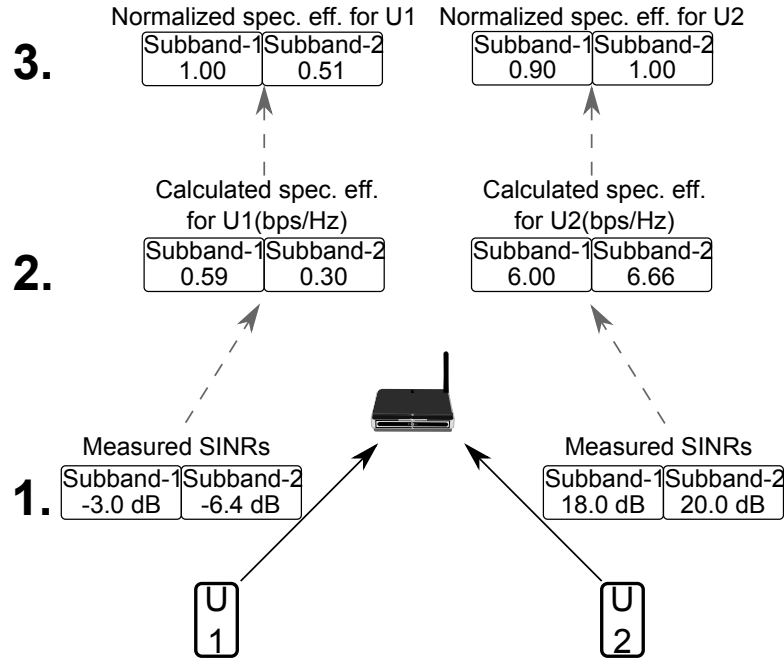 Normalized spec. eff. for U1 Normalized spec. eff. for U2
3.
Subband-1 Subband-2 Subband-1 Subband-2
1.00 0.51 0.90 1.00
Calculated spec. eff. Calculated spec. eff.
for U1(bps/Hz) for U2(bps/Hz)
2.
Subband-1 Subband-2 Subband-1 Subband-2
0.59 0.30 6.00 6.66
Measured SINRs Measured SINRs
1.
Subband-1 Subband-2 Subband-1 Subband-2
-3.0 dB -6.4 dB 18.0 dB 20.0 dB
U U
1 2